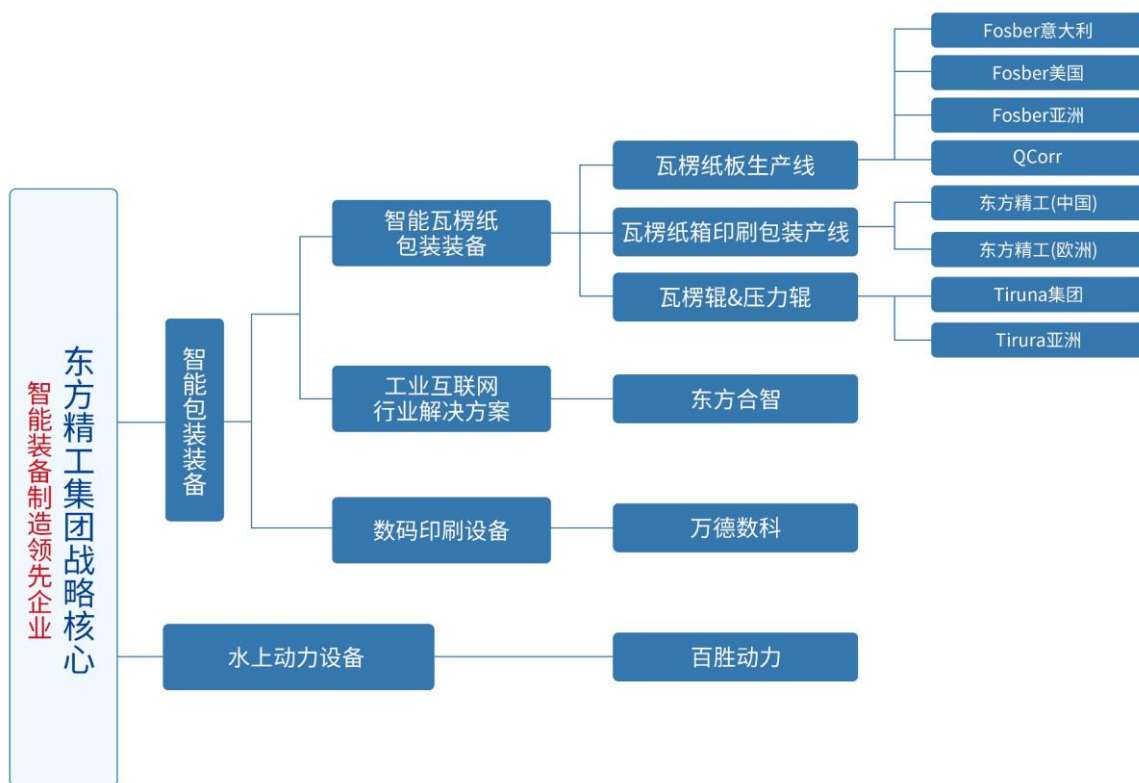 东方精工集团战略核心
智能装备制造领先企业
智能包装装备
智能瓦楞纸
包装装备
瓦楞纸板生产线
Fosber意大利
Fosber美国
Fosber亚洲
QCorr
瓦楞纸箱印刷包装产线
东方精工(中国)
东方精工(欧洲)
瓦楞辊&压力辊
Tiruna集团
Tirura亚洲
工业互联网
行业解决方案
东方合智
数码印刷设备
万德数科
水上动力设备
百胜动力